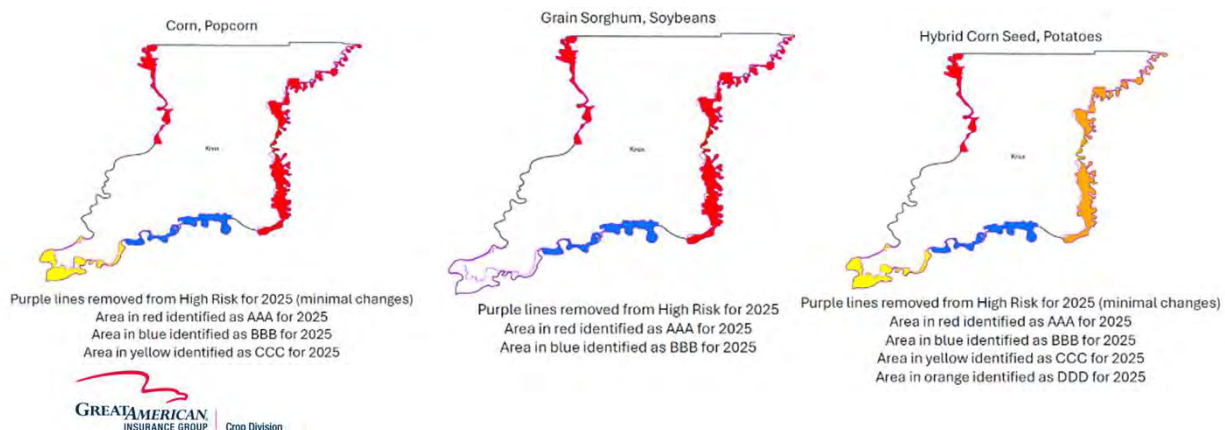 Corn, Popcorn
Knox
Purple lines removed from High Risk for 2025 (minimal changes)
Area in red identified as AAA for 2025
Area in blue identified as BBB for 2025
Area in yellow identified as CCC for 2025
Grain Sorghum, Soybeans
Knox
Purple lines removed from High Risk for 2025
Area in red identified as AAA for 2025
Area in blue identified as BBB for 2025
Hybrid Corn Seed, Potatoes
Knox
Purple lines removed from High Risk for 2025 (minimal changes)
Area in red identified as AAA for 2025
Area in blue identified as BBB for 2025
Area in yellow identified as CCC for 2025
Area in orange identified as DDD for 2025
GREATAMERICAN.
INSURANCE GROUP | Crop Division